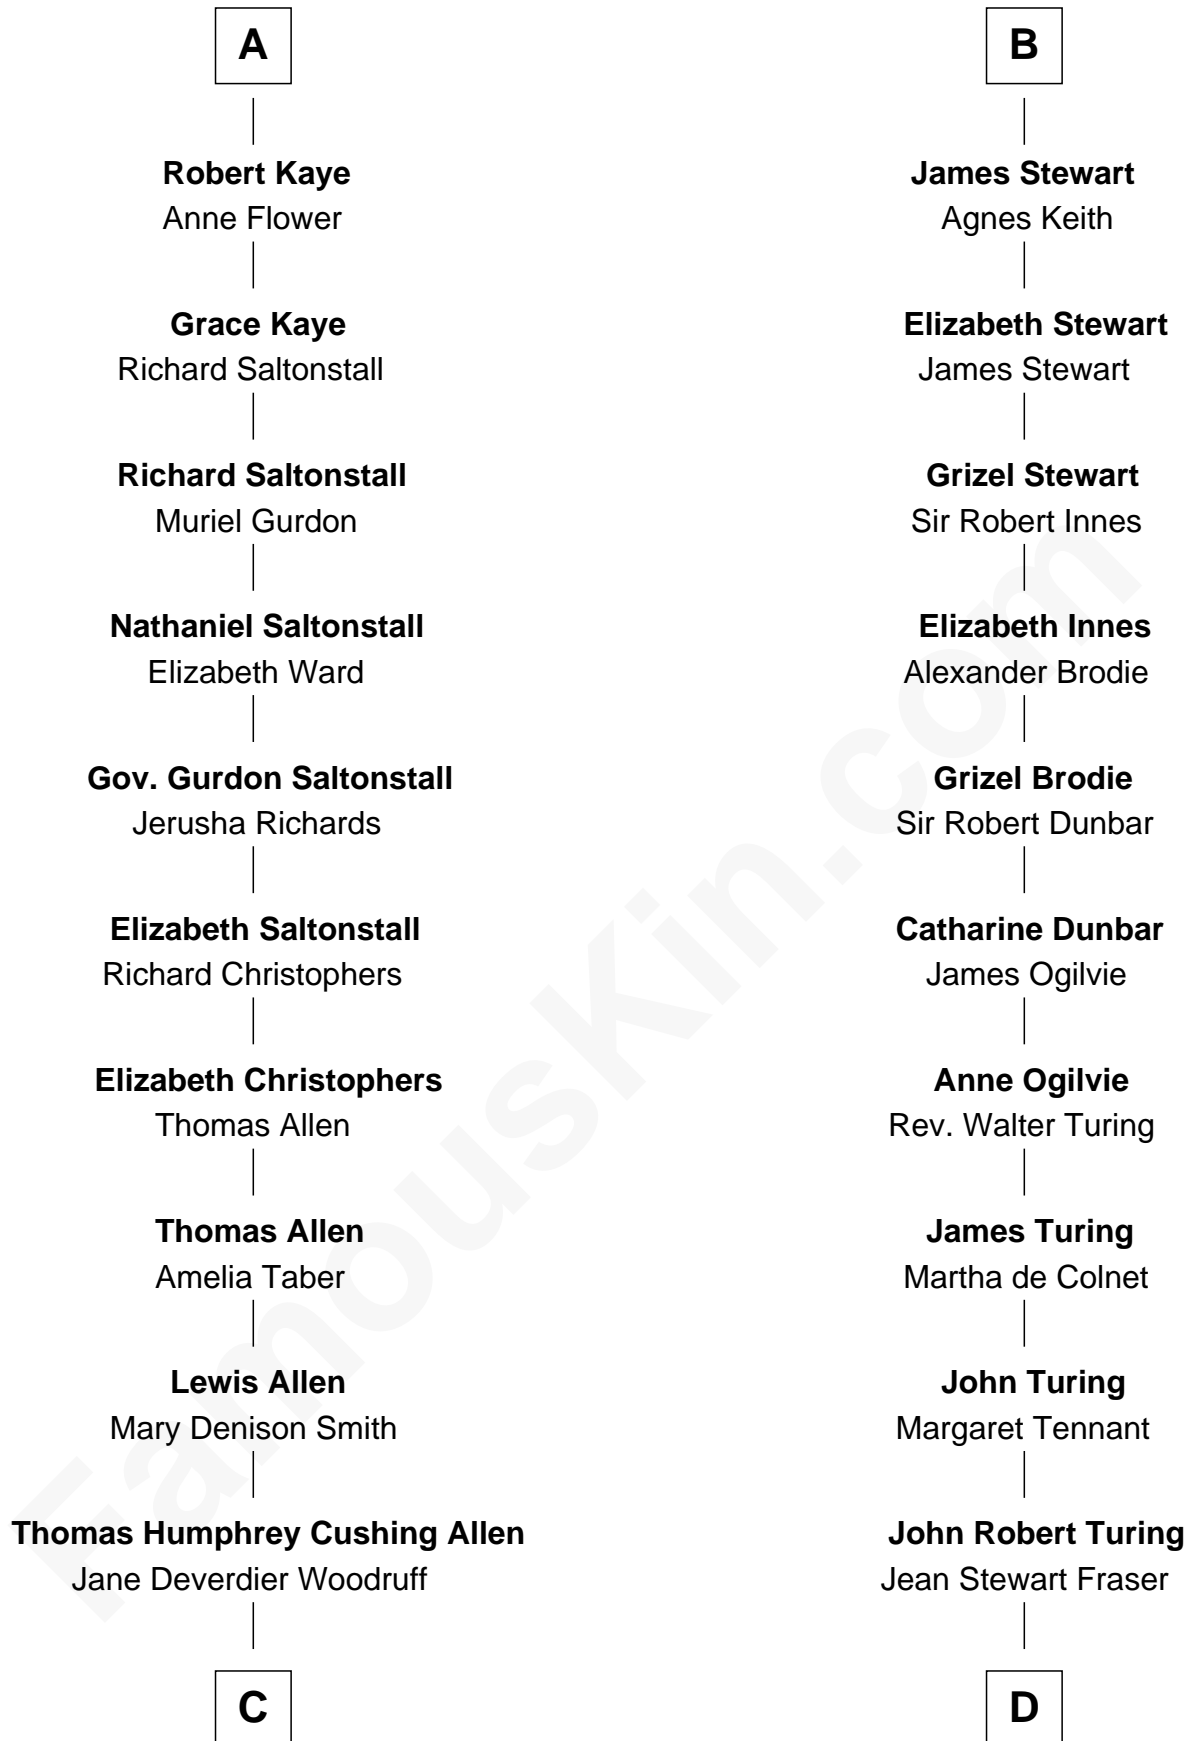 A
Robert Kaye
Anne Flower
Grace Kaye
Richard Saltonstall
Richard Saltonstall
Muriel Gurdon
Nathaniel Saltonstall
Elizabeth Ward
Gov. Gurdon Saltonstall
Jerusha Richards
Elizabeth Saltonstall
Richard Christophers
Elizabeth Christophers
Thomas Allen
Thomas Allen
Amelia Taber
Lewis Allen
Mary Denison Smith
Thomas Humphrey Cushing Allen
Jane Deverdier Woodruff
C
B
James Stewart
Agnes Keith
Elizabeth Stewart
James Stewart
Grizel Stewart
Sir Robert Innes
Elizabeth Innes
Alexander Brodie
Grizel Brodie
Sir Robert Dunbar
Catharine Dunbar
James Ogilvie
Anne Ogilvie
Rev. Walter Turing
James Turing
Martha de Colnet
John Turing
Margaret Tennant
John Robert Turing
Jean Stewart Fraser
D
FamousKin.com